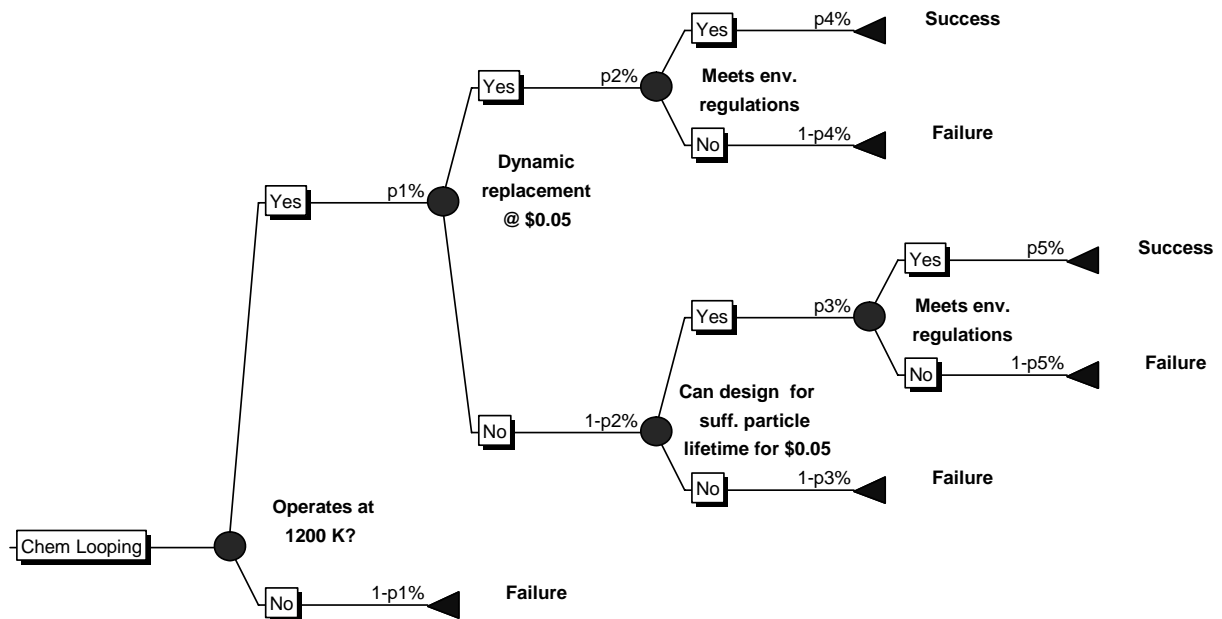 p4%
Success
Yes
p2%
Meets env.
regulations
Yes
1-p4%
Failure
No
Dynamic
replacement
@ $0.05
p1%
Yes
p5%
Success
Yes
p3%
Meets env.
regulations
Yes
1-p5%
Failure
No
Can design for
suff. particle
lifetime for $0.05
1-p2%
No
1-p3%
Failure
No
Operates at
1200 K?
Chem Looping
1-p1%
Failure
No